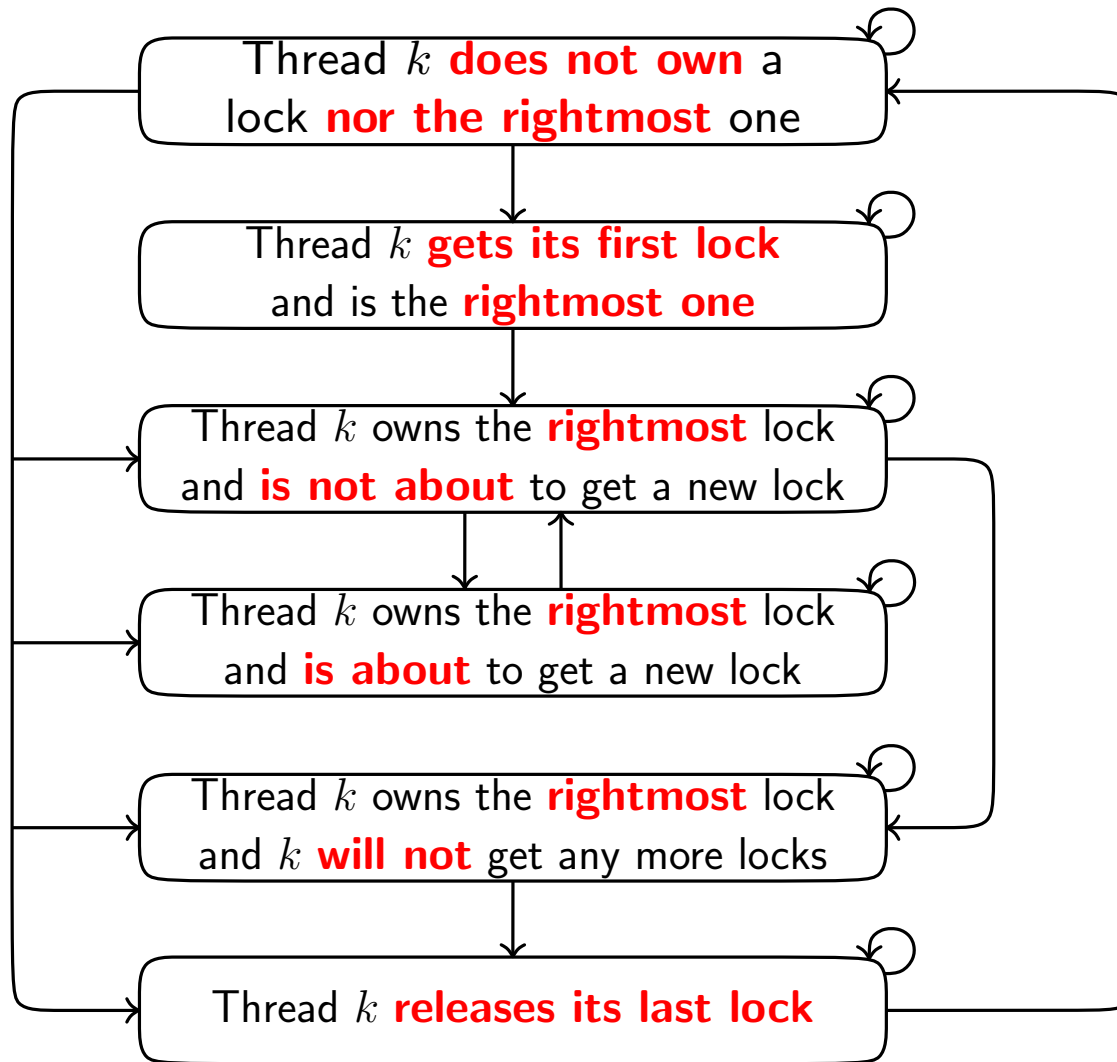 Thread k does not own a
lock nor the rightmost one
Thread k gets its first lock
and is the rightmost one
Thread k owns the rightmost lock
and is not about to get a new lock
Thread k owns the rightmost lock
and is about to get a new lock
Thread k owns the rightmost lock
and k will not get any more locks
Thread k releases its last lock